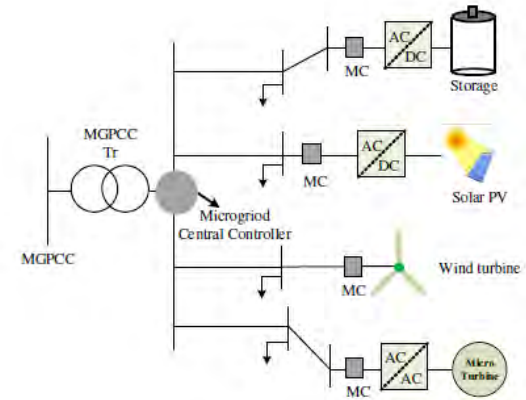 AC
DC
MC
Storage
MGPCC
Tr
AC
DC
MC
Solar PV
Microgriod
Central Controller
MGPCC
MC
Wind turbine
AC
AC
MC
Micro
Turbine